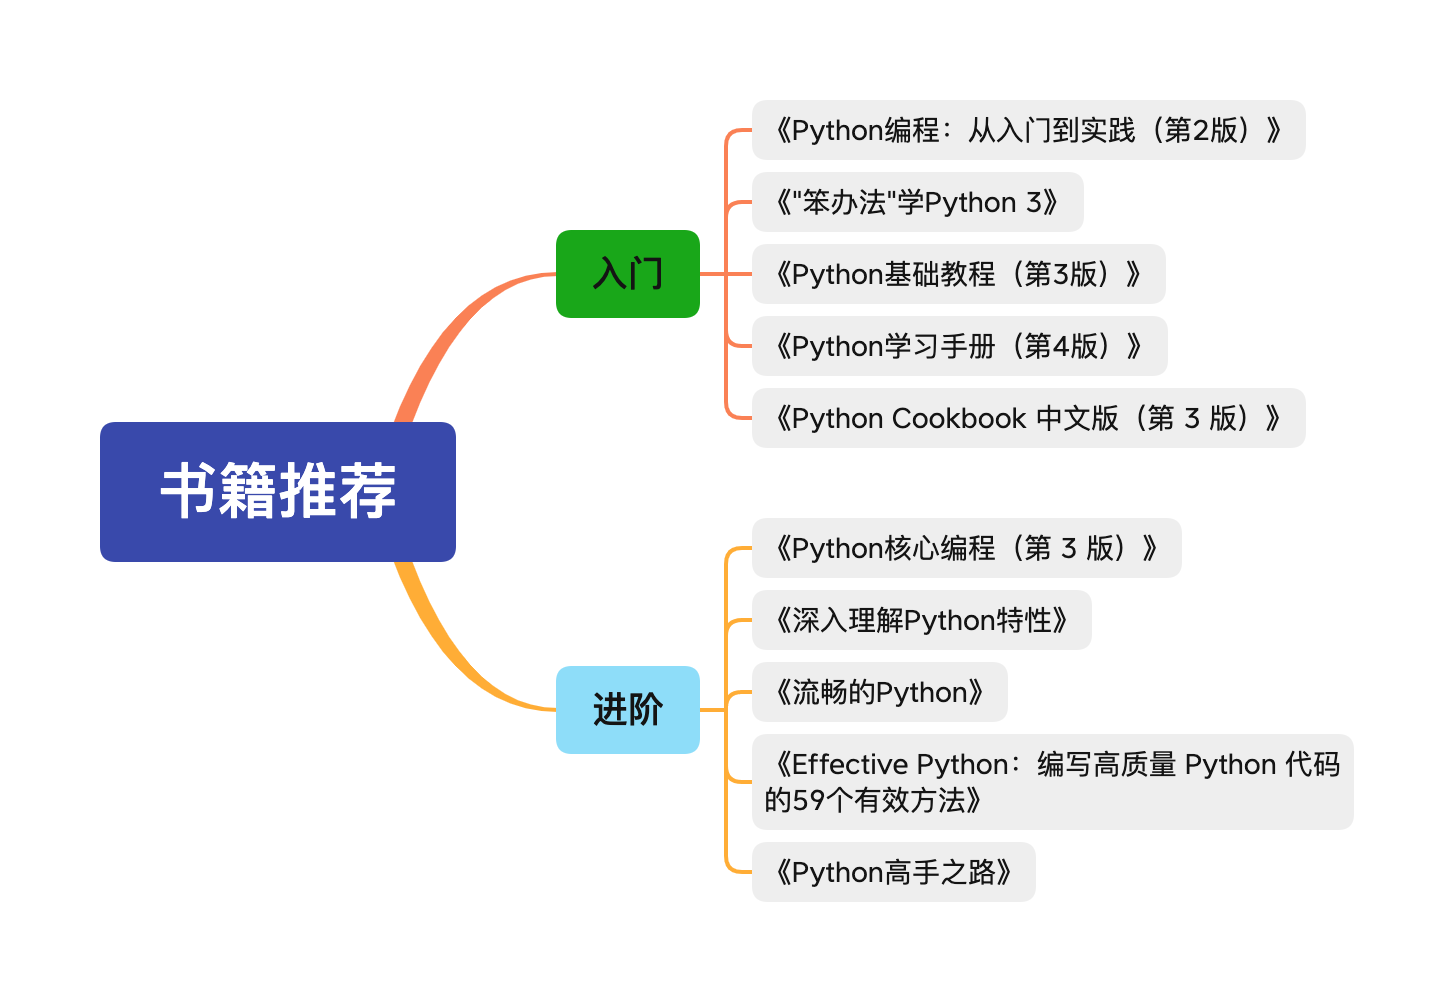 书籍推荐
入门
《Python编程：从入门到实践（第2版）》
《"笨办法"学Python 3》
《Python基础教程（第3版）》
《Python学习手册（第4版）》
《Python Cookbook 中文版（第 3 版）》
进阶
《Python核心编程（第 3 版）》
《深入理解Python特性》
《流畅的Python》
《Effective Python：编写高质量 Python 代码
的59个有效方法》
《Python高手之路》